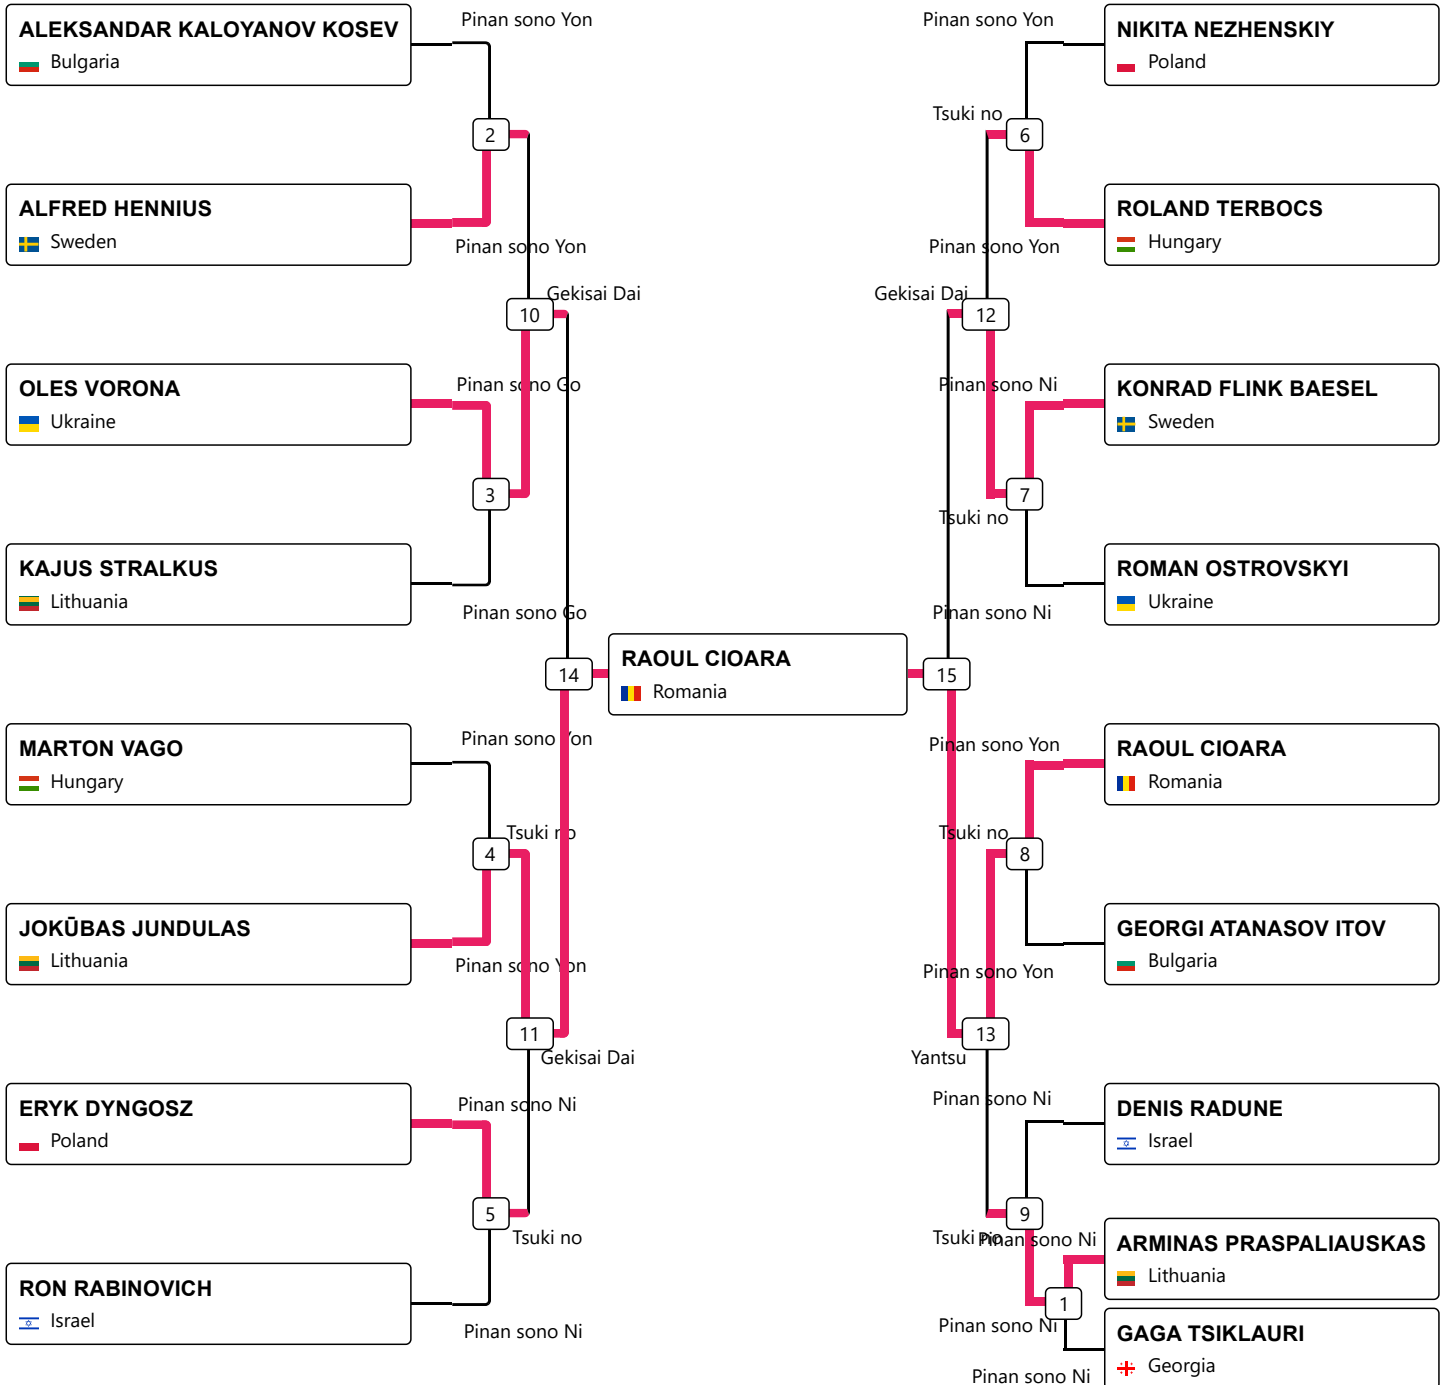 ALEKSANDAR KALOYANOV KOSEV
Bulgaria
Pinan sono Yon
2
ALFRED HENNIUS
Sweden
Pinan sono Yon
10
Gekisai Dai
OLES VORONA
Ukraine
Pinan sono Go
3
KAJUS STRALKUS
Lithuania
Pinan sono Go
14
MARTON VAGO
Hungary
Pinan sono Yon
4
Tsuki no
JOKŪBAS JUNDULAS
Lithuania
Pinan sono Yon
11
Gekisai Dai
ERYK DYNGOSZ
Poland
Pinan sono Ni
5
Tsuki no
RON RABINOVICH
Israel
Pinan sono Ni
RAOUL CIOARA
Romania
Pinan sono Yon
NIKITA NEZHENSKIY
Poland
Tsuki no
6
ROLAND TERBOCS
Hungary
Pinan sono Yon
Gekisai Dai
12
Pinan sono Ni
KONRAD FLINK BAESEL
Sweden
7
Tsuki no
ROMAN OSTROVSKYI
Ukraine
Pinan sono Ni
15
Pinan sono Yon
RAOUL CIOARA
Romania
Tsuki no
8
GEORGI ATANASOV ITOV
Bulgaria
Pinan sono Yon
13
Yantsu
Pinan sono Ni
DENIS RADUNE
Israel
9
Tsuki no
Pinan sono Ni
ARMINAS PRASPALIAUSKAS
Lithuania
1
Pinan sono Ni
GAGA TSIKLAURI
Georgia
Pinan sono Ni